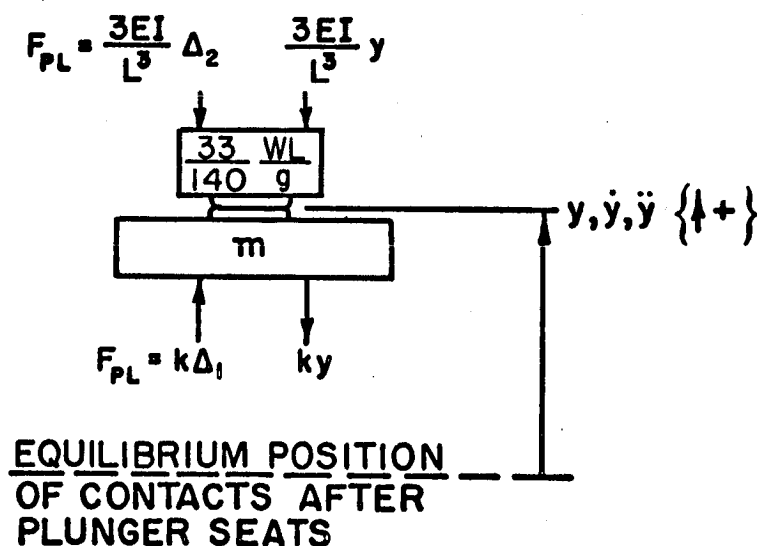 F_PL = 3EI/L³ Δ₂
3EI/L³ y
33/140 WL/g
y, ẏ, ÿ {↑+}
m
F_PL = kΔ₁
ky
EQUILIBRIUM POSITION
OF CONTACTS AFTER
PLUNGER SEATS